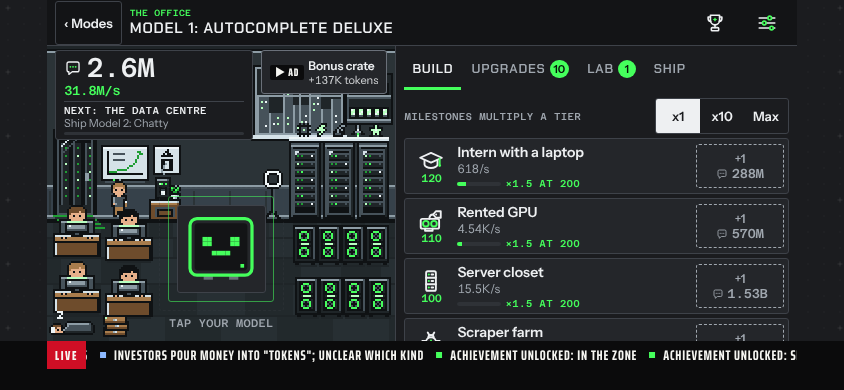 ‹ Modes
THE OFFICE
MODEL 1: AUTOCOMPLETE DELUXE
2.6M
31.8M/s
NEXT: THE DATA CENTRE
Ship Model 2: Chatty
AD
Bonus crate
+137K tokens
TAP YOUR MODEL
BUILD
UPGRADES 10
LAB 1
SHIP
MILESTONES MULTIPLY A TIER
x1
x10
Max
Intern with a laptop
618/s
120
×1.5 AT 200
+1
288M
Rented GPU
4.54K/s
110
×1.5 AT 200
+1
570M
Server closet
15.5K/s
100
×1.5 AT 200
+1
1.53B
Scraper farm
+1
LIVE
INVESTORS POUR MONEY INTO "TOKENS"; UNCLEAR WHICH KIND
ACHIEVEMENT UNLOCKED: IN THE ZONE
ACHIEVEMENT UNLOCKED: